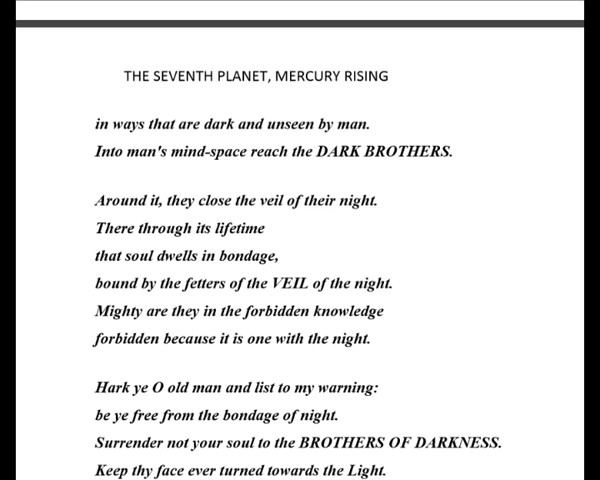 THE SEVENTH PLANET, MERCURY RISING
in ways that are dark and unseen by man.
Into man's mind-space reach the DARK BROTHERS.
Around it, they close the veil of their night.
There through its lifetime
that soul dwells in bondage,
bound by the fetters of the VEIL of the night.
Mighty are they in the forbidden knowledge
forbidden because it is one with the night.
Hark ye O old man and list to my warning:
be ye free from the bondage of night.
Surrender not your soul to the BROTHERS OF DARKNESS.
Keep thy face ever turned towards the Light.